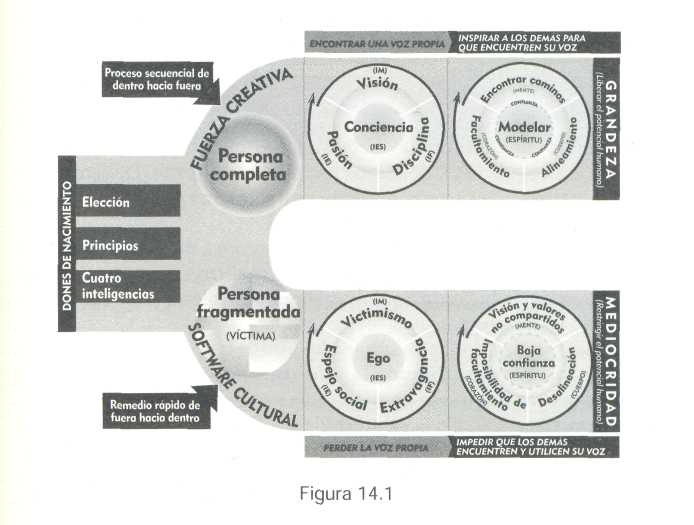 ENCONTRAR UNA VOZ PROPIA
INSPIRAR A LOS DEMÁS PARA
QUE ENCUENTREN SU VOZ
Proceso secuencial de
dentro hacia fuera
FUERZA CREATIVA
Persona
completa
(IM)
Visión
Conciencia
(IES)
Pasión
(IE)
Disciplina
(IF)
Encontrar caminos
(MENTE)
CONFIANZA
Modelar
(ESPÍRITU)
CONFIANZA
CONFIANZA
Facultamiento
(CORAZÓN)
Alineamiento
(CUERPO)
GRANDEZA
(Liberar el potencial humano)
DONES DE NACIMIENTO
Elección
Principios
Cuatro
inteligencias
Persona
fragmentada
(VÍCTIMA)
SOFTWARE CULTURAL
Remedio rápido de
fuera hacia dentro
(IM)
Victimismo
Ego
(IES)
Espejo social
(IE)
Extravagancia
(IF)
Visión y valores
no compartidos
(MENTE)
Baja
confianza
(ESPÍRITU)
Imposibilidad de
facultamiento
(CORAZÓN)
Desalineación
(CUERPO)
MEDIOCRIDAD
(Restringir el potencial humano)
PERDER LA VOZ PROPIA
IMPEDIR QUE LOS DEMÁS
ENCUENTREN Y UTILICEN SU VOZ
Figura 14.1